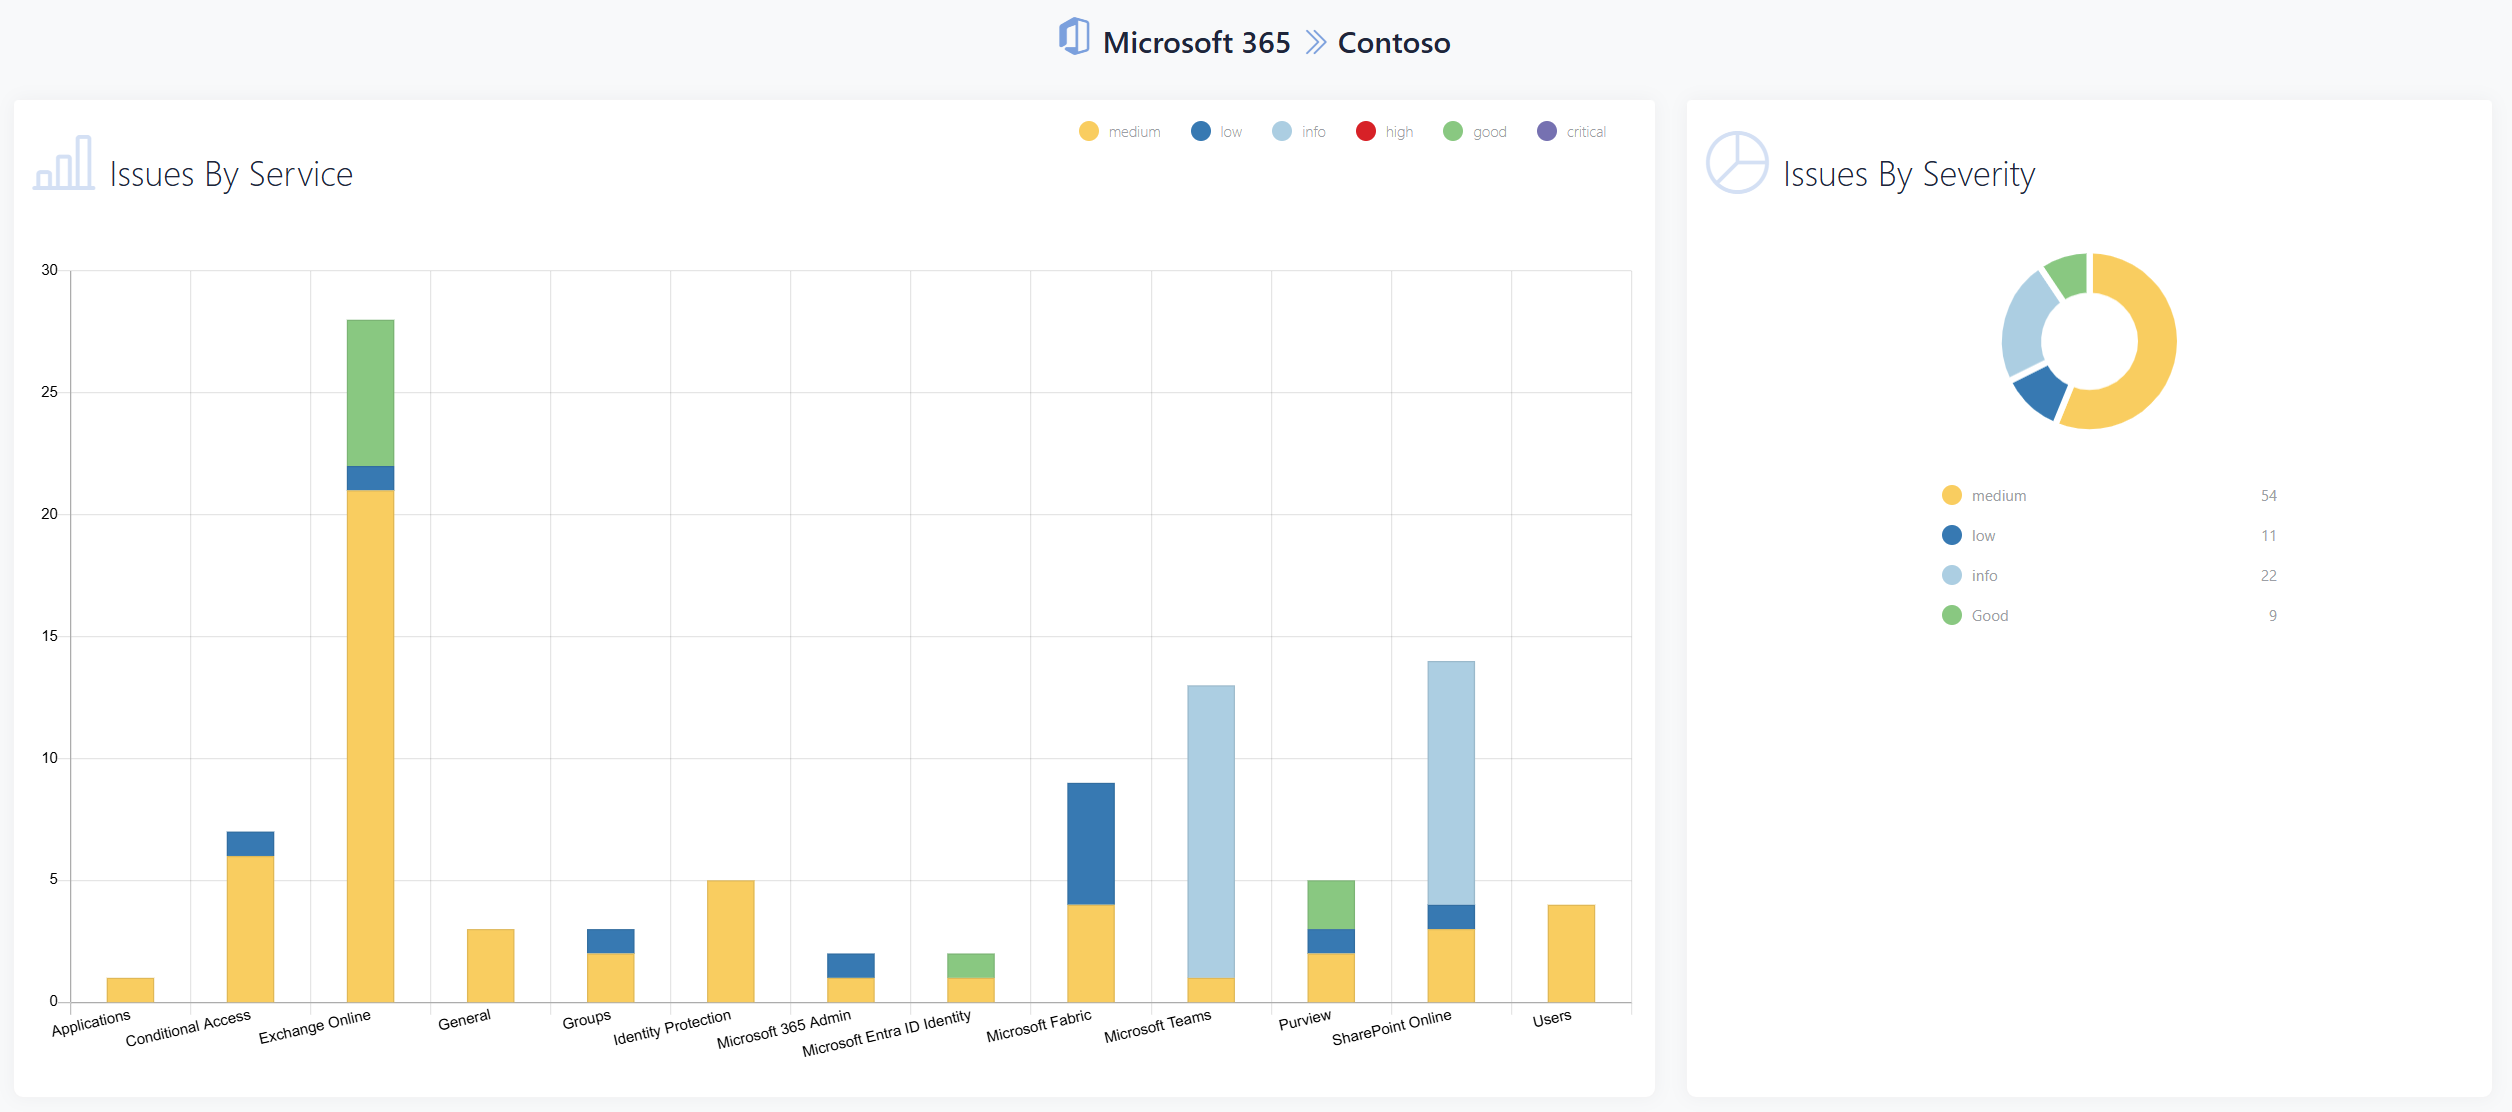 Microsoft 365 Contoso
medium low info high good critical
Issues By Service
30
25
20
15
10
5
0
Applications
Conditional Access
Exchange Online
General
Groups
Identity Protection
Microsoft 365 Admin
Microsoft Entra ID Identity
Microsoft Fabric
Microsoft Teams
Purview
SharePoint Online
Users
Issues By Severity
medium 54
low 11
info 22
Good 9